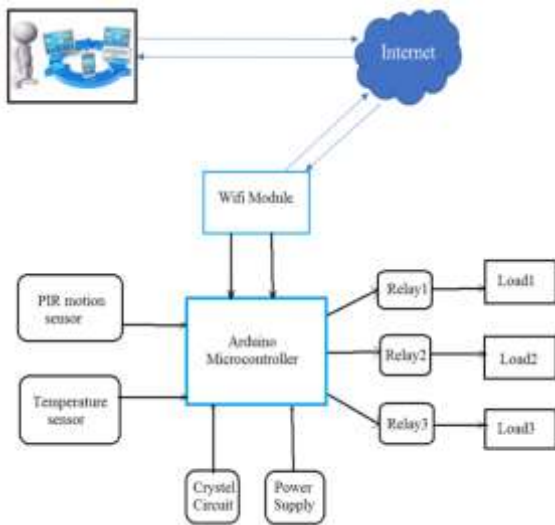 Internet
Wifi Module
PIR motion
sensor
Arduino
Microcontroller
Temperature
sensor
Relay1
Load1
Relay2
Load2
Relay3
Load3
Crystel
Circuit
Power
Supply